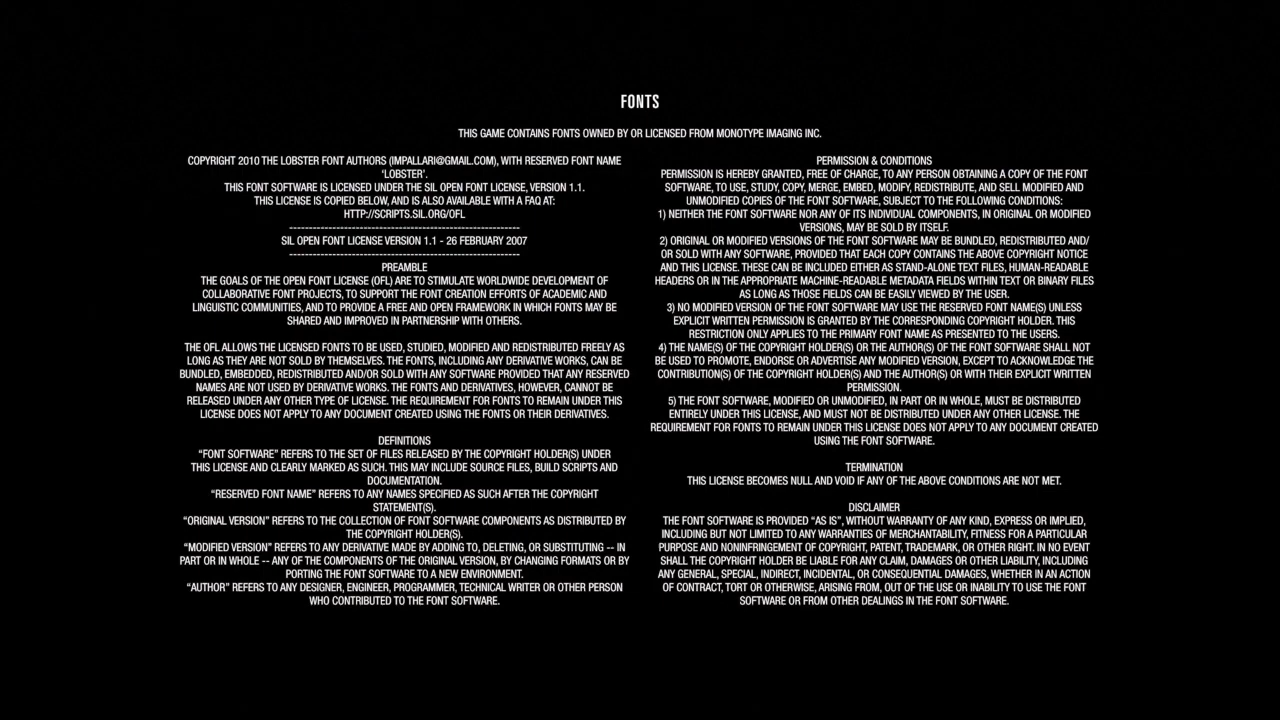 FONTS
THIS GAME CONTAINS FONTS OWNED BY OR LICENSED FROM MONOTYPE IMAGING INC.
COPYRIGHT 2010 THE LOBSTER FONT AUTHORS (IMPALLARI@GMAIL.COM), WITH RESERVED FONT NAME
‘LOBSTER’.
THIS FONT SOFTWARE IS LICENSED UNDER THE SIL OPEN FONT LICENSE, VERSION 1.1.
THIS LICENSE IS COPIED BELOW, AND IS ALSO AVAILABLE WITH A FAQ AT:
HTTP://SCRIPTS.SIL.ORG/OFL
-----------------------------------------------------------
SIL OPEN FONT LICENSE VERSION 1.1 - 26 FEBRUARY 2007
-----------------------------------------------------------
PREAMBLE
THE GOALS OF THE OPEN FONT LICENSE (OFL) ARE TO STIMULATE WORLDWIDE DEVELOPMENT OF
COLLABORATIVE FONT PROJECTS, TO SUPPORT THE FONT CREATION EFFORTS OF ACADEMIC AND
LINGUISTIC COMMUNITIES, AND TO PROVIDE A FREE AND OPEN FRAMEWORK IN WHICH FONTS MAY BE
SHARED AND IMPROVED IN PARTNERSHIP WITH OTHERS.
THE OFL ALLOWS THE LICENSED FONTS TO BE USED, STUDIED, MODIFIED AND REDISTRIBUTED FREELY AS
LONG AS THEY ARE NOT SOLD BY THEMSELVES. THE FONTS, INCLUDING ANY DERIVATIVE WORKS, CAN BE
BUNDLED, EMBEDDED, REDISTRIBUTED AND/OR SOLD WITH ANY SOFTWARE PROVIDED THAT ANY RESERVED
NAMES ARE NOT USED BY DERIVATIVE WORKS. THE FONTS AND DERIVATIVES, HOWEVER, CANNOT BE
RELEASED UNDER ANY OTHER TYPE OF LICENSE. THE REQUIREMENT FOR FONTS TO REMAIN UNDER THIS
LICENSE DOES NOT APPLY TO ANY DOCUMENT CREATED USING THE FONTS OR THEIR DERIVATIVES.
DEFINITIONS
“FONT SOFTWARE” REFERS TO THE SET OF FILES RELEASED BY THE COPYRIGHT HOLDER(S) UNDER
THIS LICENSE AND CLEARLY MARKED AS SUCH. THIS MAY INCLUDE SOURCE FILES, BUILD SCRIPTS AND
DOCUMENTATION.
“RESERVED FONT NAME” REFERS TO ANY NAMES SPECIFIED AS SUCH AFTER THE COPYRIGHT
STATEMENT(S).
“ORIGINAL VERSION” REFERS TO THE COLLECTION OF FONT SOFTWARE COMPONENTS AS DISTRIBUTED BY
THE COPYRIGHT HOLDER(S).
“MODIFIED VERSION” REFERS TO ANY DERIVATIVE MADE BY ADDING TO, DELETING, OR SUBSTITUTING -- IN
PART OR IN WHOLE -- ANY OF THE COMPONENTS OF THE ORIGINAL VERSION, BY CHANGING FORMATS OR BY
PORTING THE FONT SOFTWARE TO A NEW ENVIRONMENT.
“AUTHOR” REFERS TO ANY DESIGNER, ENGINEER, PROGRAMMER, TECHNICAL WRITER OR OTHER PERSON
WHO CONTRIBUTED TO THE FONT SOFTWARE.
PERMISSION & CONDITIONS
PERMISSION IS HEREBY GRANTED, FREE OF CHARGE, TO ANY PERSON OBTAINING A COPY OF THE FONT
SOFTWARE, TO USE, STUDY, COPY, MERGE, EMBED, MODIFY, REDISTRIBUTE, AND SELL MODIFIED AND
UNMODIFIED COPIES OF THE FONT SOFTWARE, SUBJECT TO THE FOLLOWING CONDITIONS:
1) NEITHER THE FONT SOFTWARE NOR ANY OF ITS INDIVIDUAL COMPONENTS, IN ORIGINAL OR MODIFIED
VERSIONS, MAY BE SOLD BY ITSELF.
2) ORIGINAL OR MODIFIED VERSIONS OF THE FONT SOFTWARE MAY BE BUNDLED, REDISTRIBUTED AND/
OR SOLD WITH ANY SOFTWARE, PROVIDED THAT EACH COPY CONTAINS THE ABOVE COPYRIGHT NOTICE
AND THIS LICENSE. THESE CAN BE INCLUDED EITHER AS STAND-ALONE TEXT FILES, HUMAN-READABLE
HEADERS OR IN THE APPROPRIATE MACHINE-READABLE METADATA FIELDS WITHIN TEXT OR BINARY FILES
AS LONG AS THOSE FIELDS CAN BE EASILY VIEWED BY THE USER.
3) NO MODIFIED VERSION OF THE FONT SOFTWARE MAY USE THE RESERVED FONT NAME(S) UNLESS
EXPLICIT WRITTEN PERMISSION IS GRANTED BY THE CORRESPONDING COPYRIGHT HOLDER. THIS
RESTRICTION ONLY APPLIES TO THE PRIMARY FONT NAME AS PRESENTED TO THE USERS.
4) THE NAME(S) OF THE COPYRIGHT HOLDER(S) OR THE AUTHOR(S) OF THE FONT SOFTWARE SHALL NOT
BE USED TO PROMOTE, ENDORSE OR ADVERTISE ANY MODIFIED VERSION, EXCEPT TO ACKNOWLEDGE THE
CONTRIBUTION(S) OF THE COPYRIGHT HOLDER(S) AND THE AUTHOR(S) OR WITH THEIR EXPLICIT WRITTEN
PERMISSION.
5) THE FONT SOFTWARE, MODIFIED OR UNMODIFIED, IN PART OR IN WHOLE, MUST BE DISTRIBUTED
ENTIRELY UNDER THIS LICENSE, AND MUST NOT BE DISTRIBUTED UNDER ANY OTHER LICENSE. THE
REQUIREMENT FOR FONTS TO REMAIN UNDER THIS LICENSE DOES NOT APPLY TO ANY DOCUMENT CREATED
USING THE FONT SOFTWARE.
TERMINATION
THIS LICENSE BECOMES NULL AND VOID IF ANY OF THE ABOVE CONDITIONS ARE NOT MET.
DISCLAIMER
THE FONT SOFTWARE IS PROVIDED “AS IS”, WITHOUT WARRANTY OF ANY KIND, EXPRESS OR IMPLIED,
INCLUDING BUT NOT LIMITED TO ANY WARRANTIES OF MERCHANTABILITY, FITNESS FOR A PARTICULAR
PURPOSE AND NONINFRINGEMENT OF COPYRIGHT, PATENT, TRADEMARK, OR OTHER RIGHT. IN NO EVENT
SHALL THE COPYRIGHT HOLDER BE LIABLE FOR ANY CLAIM, DAMAGES OR OTHER LIABILITY, INCLUDING
ANY GENERAL, SPECIAL, INDIRECT, INCIDENTAL, OR CONSEQUENTIAL DAMAGES, WHETHER IN AN ACTION
OF CONTRACT, TORT OR OTHERWISE, ARISING FROM, OUT OF THE USE OR INABILITY TO USE THE FONT
SOFTWARE OR FROM OTHER DEALINGS IN THE FONT SOFTWARE.